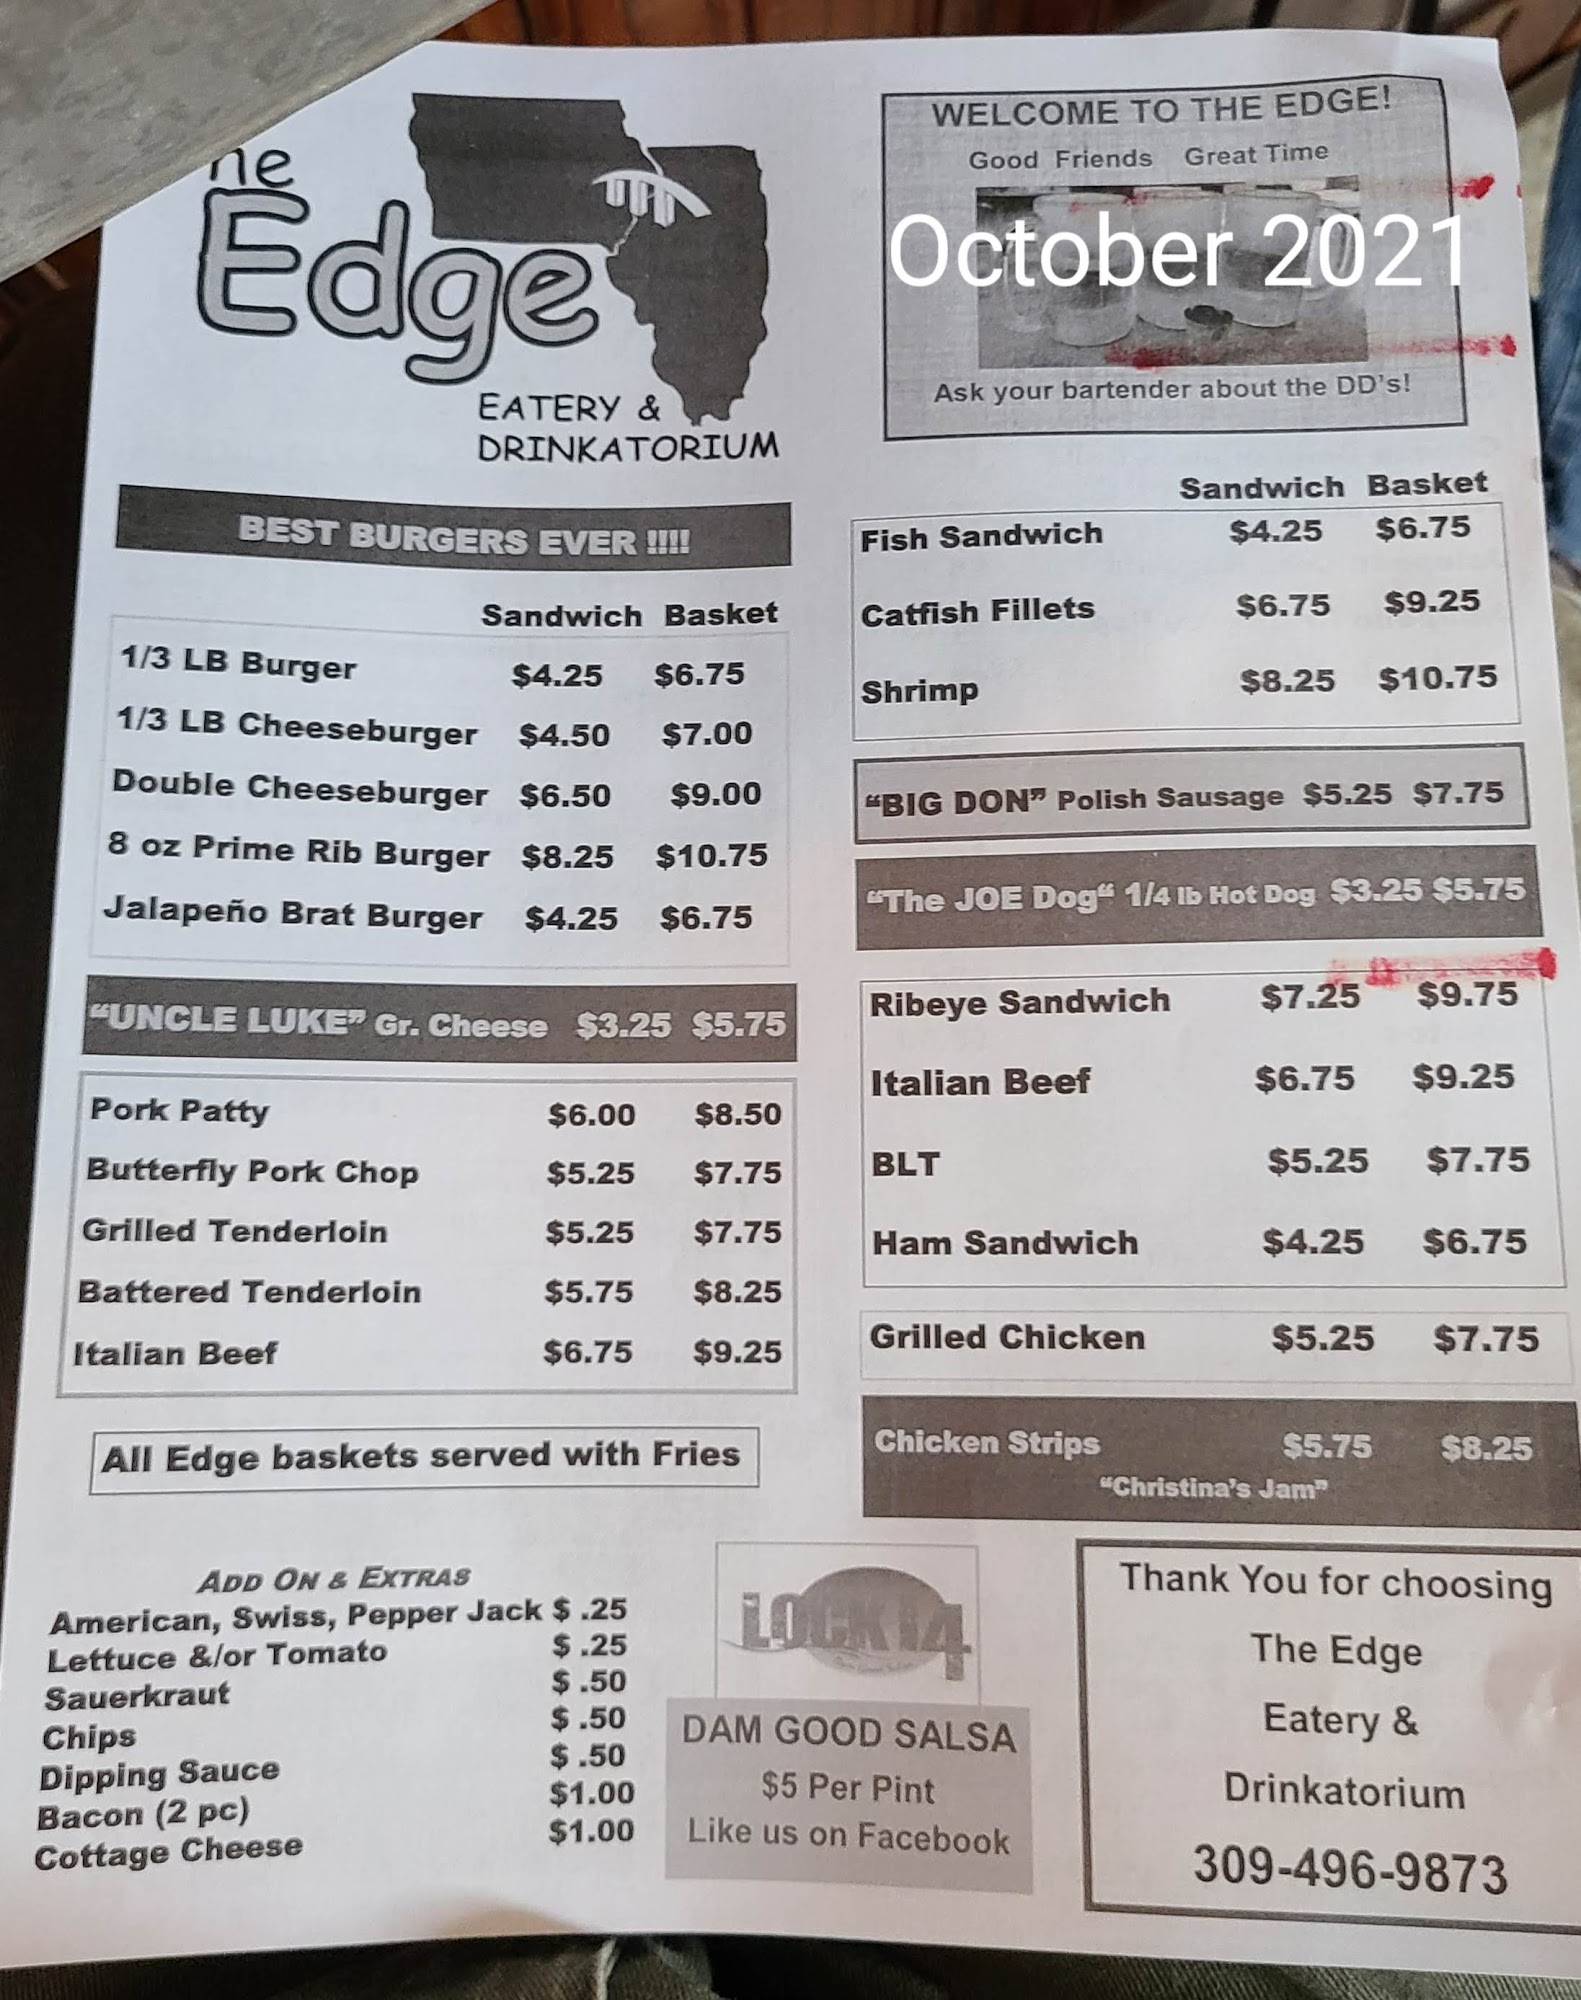 Edge
EATERY &
DRINKATORIUM
WELCOME TO THE EDGE!
Good Friends Great Time
October 2021
Ask your bartender about the DD's!
BEST BURGERS EVER !!!!
Sandwich Basket
1/3 LB Burger $4.25 $6.75
1/3 LB Cheeseburger $4.50 $7.00
Double Cheeseburger $6.50 $9.00
8 oz Prime Rib Burger $8.25 $10.75
Jalapeño Brat Burger $4.25 $6.75
"UNCLE LUKE" Gr. Cheese $3.25 $5.75
Pork Patty $6.00 $8.50
Butterfly Pork Chop $5.25 $7.75
Grilled Tenderloin $5.25 $7.75
Battered Tenderloin $5.75 $8.25
Italian Beef $6.75 $9.25
All Edge baskets served with Fries
ADD ON & EXTRAS
American, Swiss, Pepper Jack $ .25
Lettuce &/or Tomato $ .25
Sauerkraut $ .50
Chips $ .50
Dipping Sauce $ .50
Bacon (2 pc) $1.00
Cottage Cheese $1.00
Sandwich Basket
Fish Sandwich $4.25 $6.75
Catfish Fillets $6.75 $9.25
Shrimp $8.25 $10.75
"BIG DON" Polish Sausage $5.25 $7.75
"The JOE Dog" 1/4 lb Hot Dog $3.25 $5.75
Ribeye Sandwich $7.25 $9.75
Italian Beef $6.75 $9.25
BLT $5.25 $7.75
Ham Sandwich $4.25 $6.75
Grilled Chicken $5.25 $7.75
Chicken Strips $5.75 $8.25
"Christina's Jam"
LOCK 14
DAM GOOD SALSA
$5 Per Pint
Like us on Facebook
Thank You for choosing
The Edge
Eatery &
Drinkatorium
309-496-9873